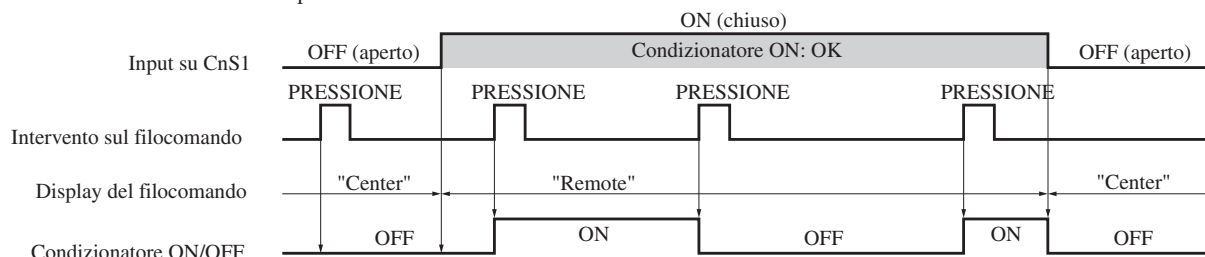 ON (chiuso)
Input su CnS1 OFF (aperto) Condizionatore ON: OK OFF (aperto)
PRESSIONE PRESSIONE PRESSIONE PRESSIONE
Intervento sul filocomando
Display del filocomando "Center" "Remote" "Center"
Condizionatore ON/OFF OFF ON OFF ON OFF